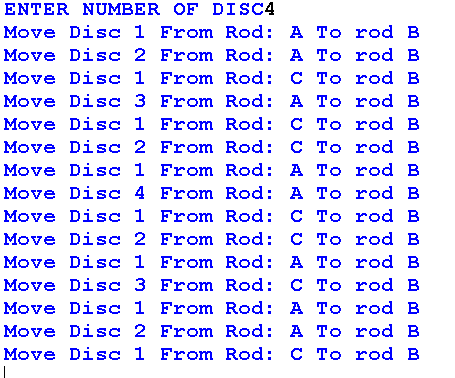 ENTER NUMBER OF DISC4
Move Disc 1 From Rod: A To rod B
Move Disc 2 From Rod: A To rod B
Move Disc 1 From Rod: C To rod B
Move Disc 3 From Rod: A To rod B
Move Disc 1 From Rod: C To rod B
Move Disc 2 From Rod: C To rod B
Move Disc 1 From Rod: A To rod B
Move Disc 4 From Rod: A To rod B
Move Disc 1 From Rod: C To rod B
Move Disc 2 From Rod: C To rod B
Move Disc 1 From Rod: A To rod B
Move Disc 3 From Rod: C To rod B
Move Disc 1 From Rod: A To rod B
Move Disc 2 From Rod: A To rod B
Move Disc 1 From Rod: C To rod B